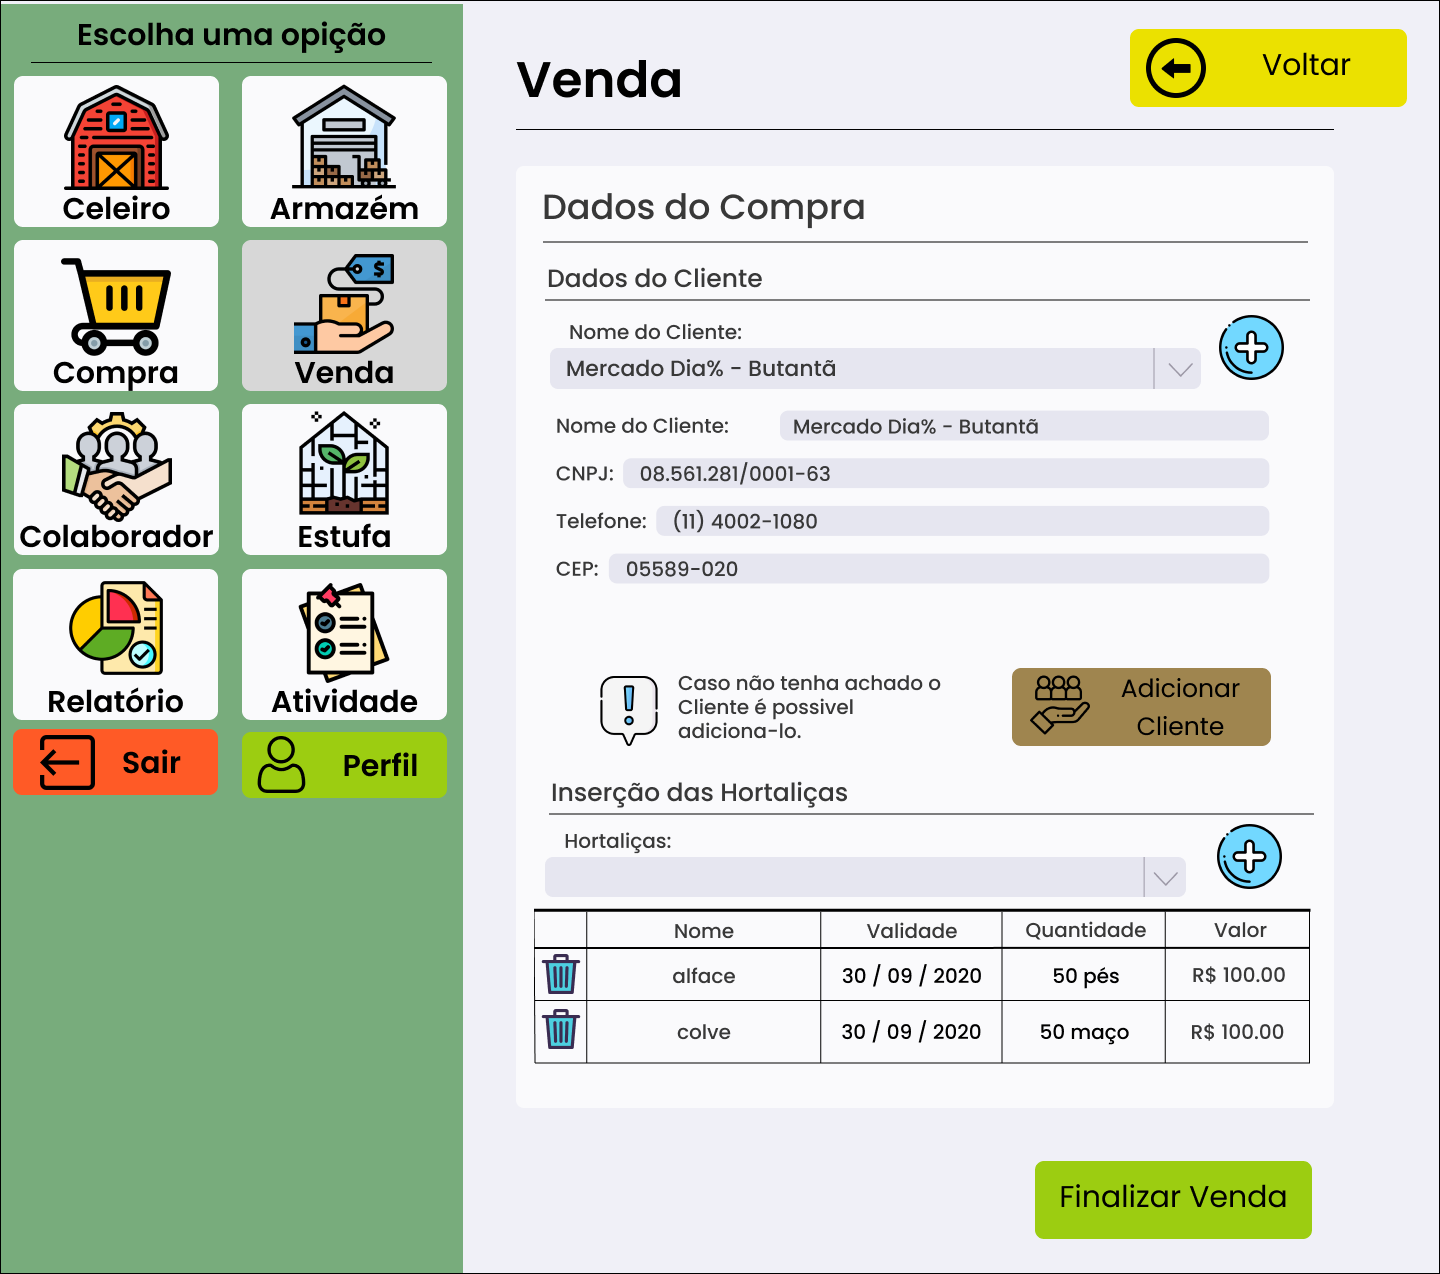 Escolha uma opição
Celeiro
Armazém
Compra
Venda
Colaborador
Estufa
Relatório
Atividade
Sair
Perfil
Venda
Voltar
Dados do Compra
Dados do Cliente
Nome do Cliente:
Mercado Dia% - Butantã
Nome do Cliente: Mercado Dia% - Butantã
CNPJ: 08.561.281/0001-63
Telefone: (11) 4002-1080
CEP: 05589-020
Caso não tenha achado o
Cliente é possivel
adiciona-lo.
Adicionar
Cliente
Inserção das Hortaliças
Hortaliças:
Nome Validade Quantidade Valor
alface 30 / 09 / 2020 50 pés R$ 100.00
colve 30 / 09 / 2020 50 maço R$ 100.00
Finalizar Venda